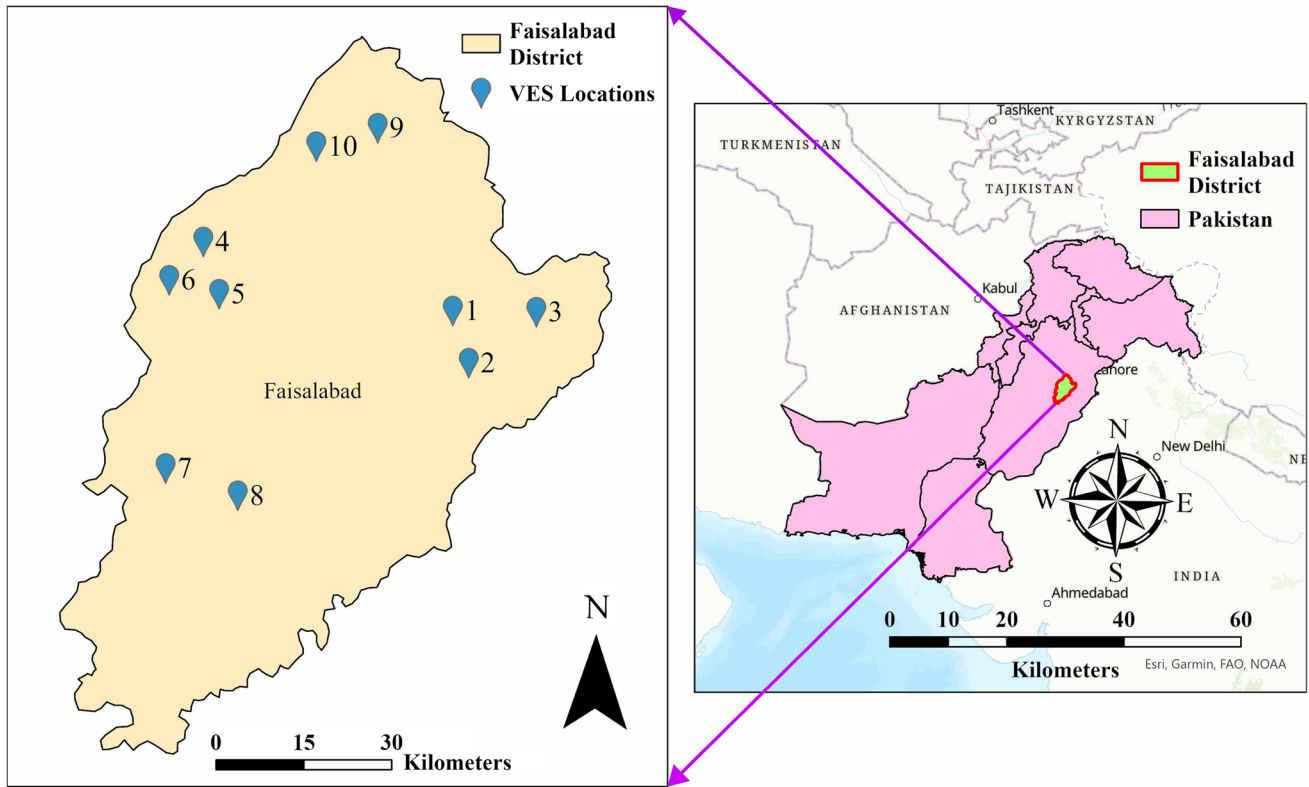 Faisalabad
District
VES Locations
9
10
4
6
5
1
3
2
Faisalabad
7
8
N
0 15 30
Kilometers
Tashkent
KYRGYZSTAN
TURKMENISTAN
Faisalabad
District
TAJIKISTAN
Pakistan
Kabul
AFGHANISTAN
ahore
N
New Delhi
NE
W
E
S
INDIA
Ahmedabad
0 10 20 40 60
Kilometers
Esri, Garmin, FAO, NOAA